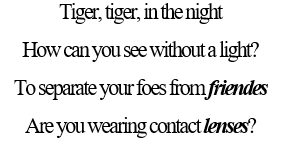 Tiger, tiger, in the night
How can you see without a light?
To separate your foes from friendes
Are you wearing contact lenses?